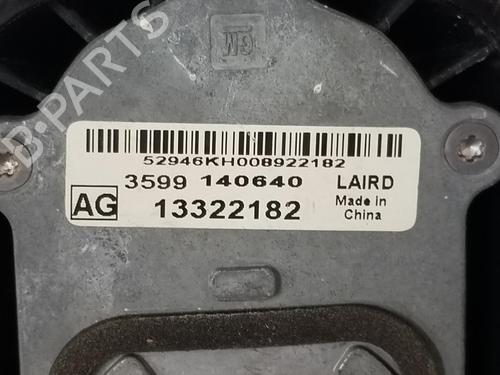 GM
B-PARTS
52946KH008922182
3599 140640 LAIRD
AG 13322182 Made in
China